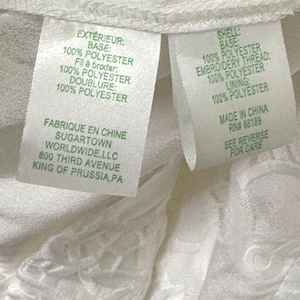 EXTÉRIEUR:
BASE:
100% POLYESTER
Fil à broder:
100% POLYESTER
DOUBLURE:
100% POLYESTER
FABRIQUE EN CHINE
SUGARTOWN
WORLDWIDE,LLC
800 THIRD AVENUE
KING OF PRUSSIA,PA
SHELL:
BASE:
100% POLYESTER
EMBROIDERY THREAD:
100% POLYESTER
LINING:
100% POLYESTER
MADE IN CHINA
RN# 88189
SEE REVERSE
FOR CARE